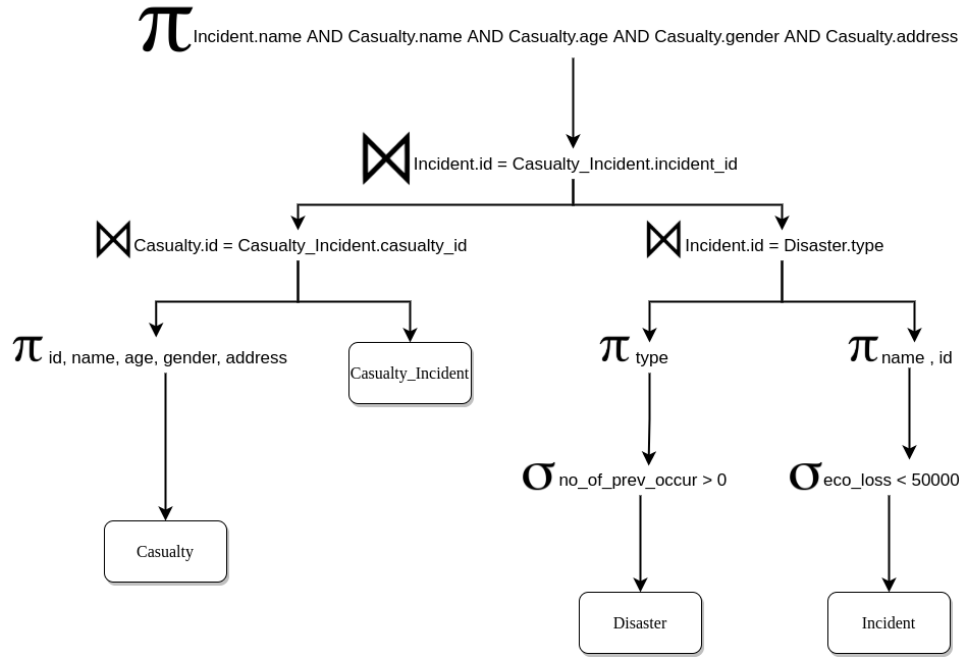 π Incident.name AND Casualty.name AND Casualty.age AND Casualty.gender AND Casualty.address
⋈ Incident.id = Casualty_Incident.incident_id
⋈ Casualty.id = Casualty_Incident.casualty_id
⋈ Incident.id = Disaster.type
π id, name, age, gender, address
Casualty_Incident
π type
π name , id
σ no_of_prev_occur > 0
σ eco_loss < 50000
Casualty
Disaster
Incident